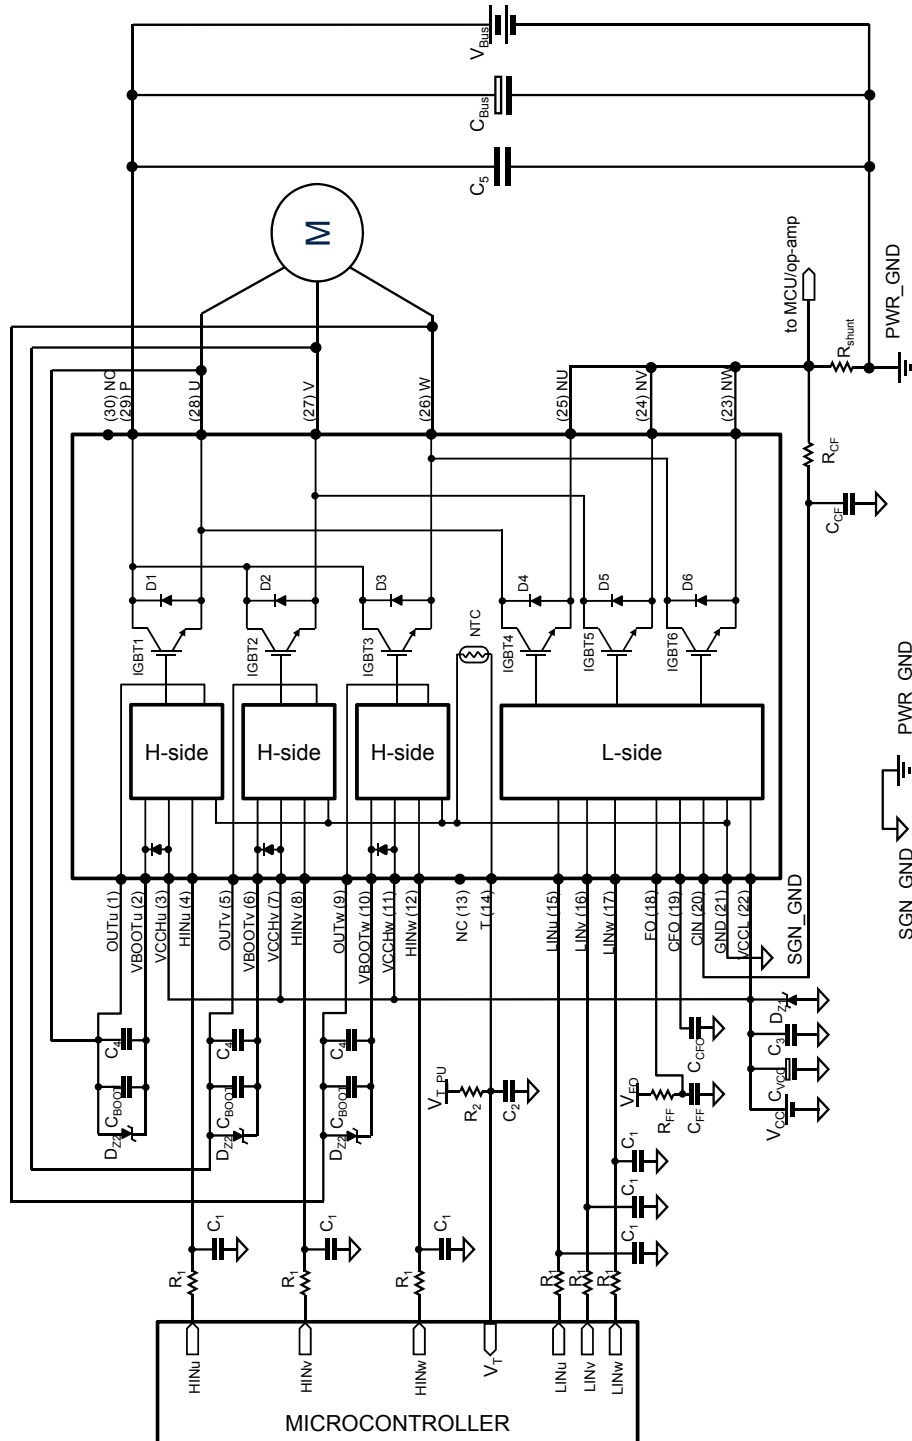 V_Bus
C_Bus
C_5
M
to MCU/op-amp
R_shunt
PWR_GND
(30) NC
(29) P
(28) U
(27) V
(26) W
(25) NU
(24) NV
(23) NW
R_CF
C_CF
D1
D2
D3
D4
D5
D6
IGBT1
IGBT2
IGBT3
NTC
IGBT4
IGBT5
IGBT6
H-side
H-side
H-side
L-side
SGN_GND PWR_GND
OUTu (1)
VBOOTu (2)
VCCHu (3)
HINu (4)
OUTv (5)
VBOOTv (6)
VCCHv (7)
HINv (8)
OUTw (9)
VBOOTw (10)
VCCHw (11)
HINw (12)
NC (13)
T (14)
LINu (15)
LINv (16)
LINw (17)
FO (18)
CFO (19)
CIN (20)
GND (21)
VCCL (22)
SGN_GND
C_4
C_BOOT
D_Z2
C_4
C_BOOT
D_Z2
C_4
C_BOOT
D_Z2
V_T_PU
R_2
C_2
V_FO
R_FF
C_FF
C_CFO
D_Z1
C_3
C_VCC
V_CC
R_1
C_1
R_1
C_1
R_1
C_1
R_1
R_1
R_1
C_1
C_1
C_1
HINu
HINv
HINw
V_T
LINu
LINv
LINw
MICROCONTROLLER